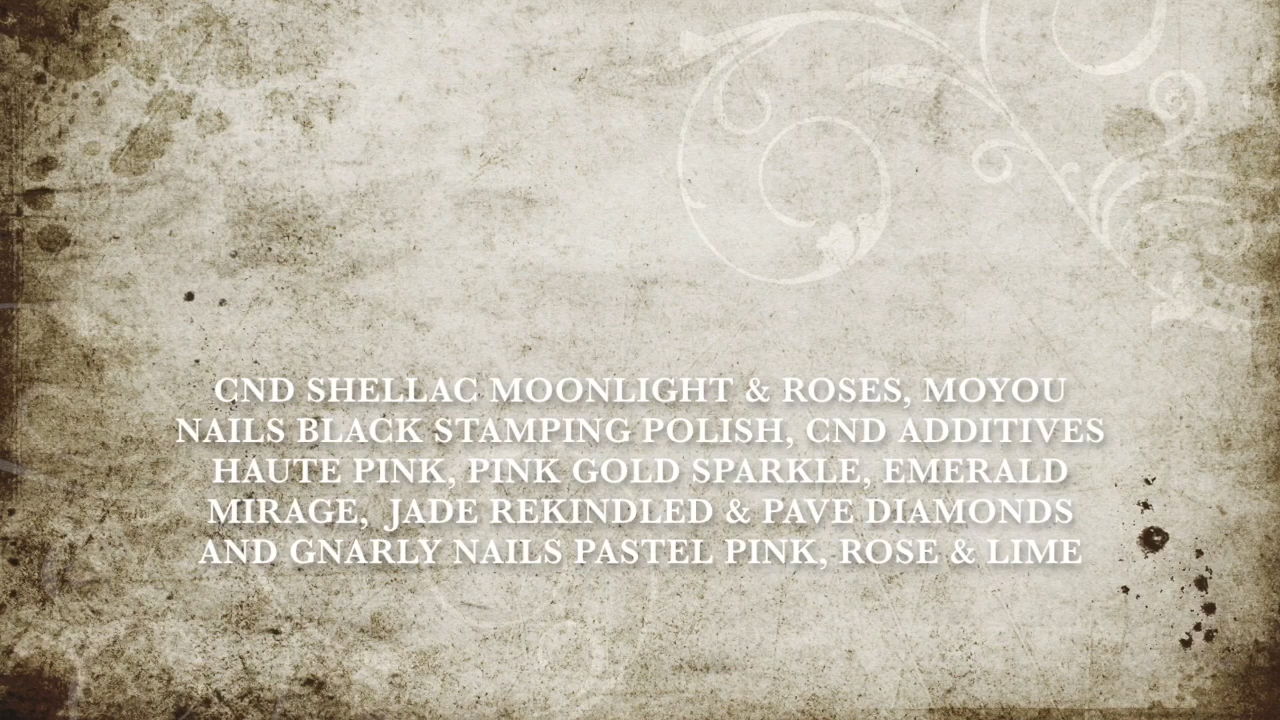 CND SHELLAC MOONLIGHT & ROSES, MOYOU
NAILS BLACK STAMPING POLISH, CND ADDITIVES
HAUTE PINK, PINK GOLD SPARKLE, EMERALD
MIRAGE, JADE REKINDLED & PAVE DIAMONDS
AND GNARLY NAILS PASTEL PINK, ROSE & LIME